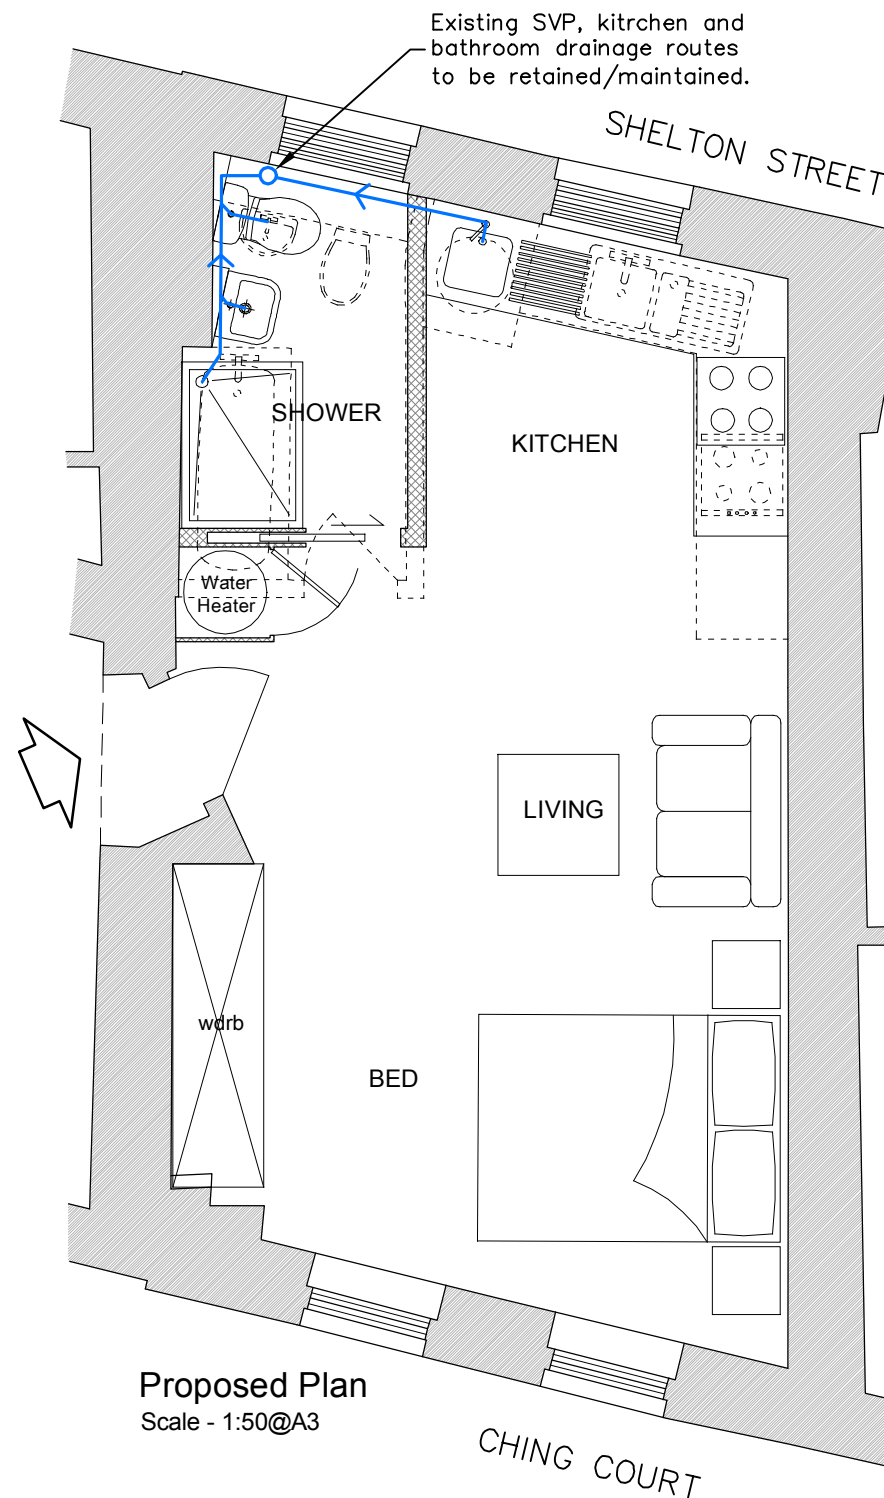 Existing SVP, kitrchen and
bathroom drainage routes
to be retained/maintained.
SHELTON STREET
SHOWER
KITCHEN
Water
Heater
LIVING
wdrb
BED
Proposed Plan
Scale - 1:50@A3
CHING COURT